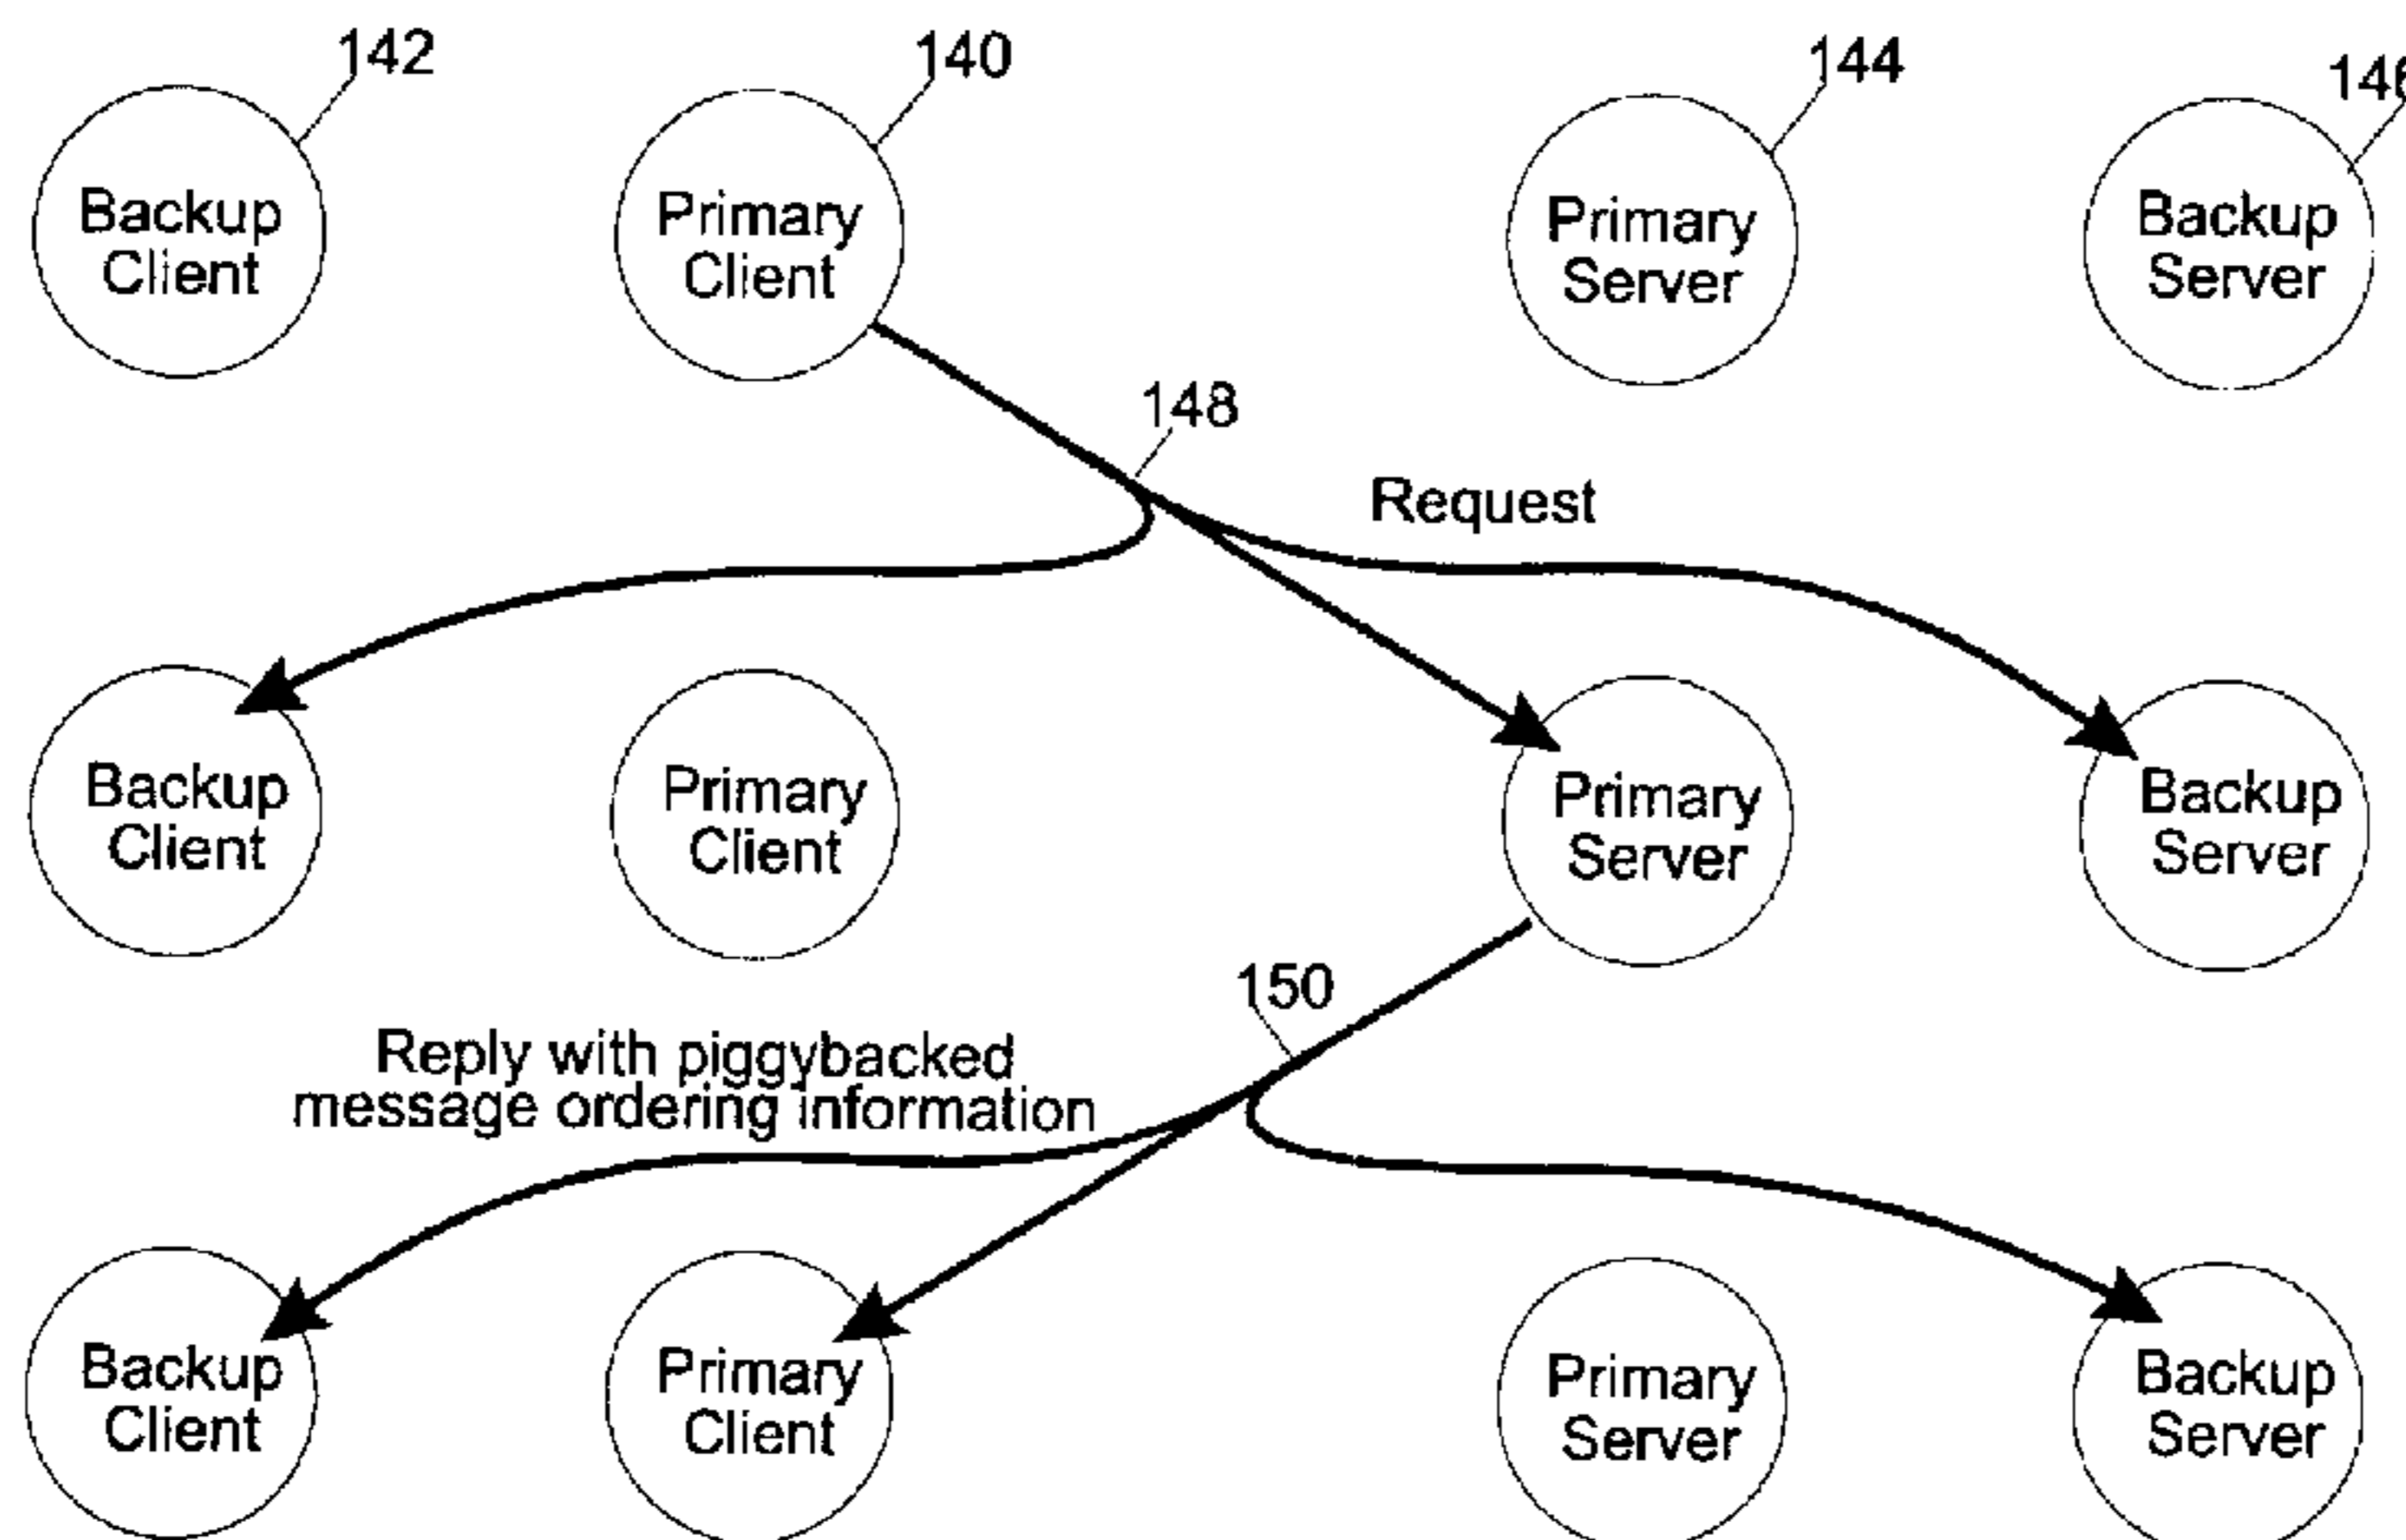 142
140
144
146
Backup
Client
Primary
Client
Primary
Server
Backup
Server
148
Request
Backup
Client
Primary
Client
Primary
Server
Backup
Server
150
Reply with piggybacked
message ordering information
Backup
Client
Primary
Client
Primary
Server
Backup
Server